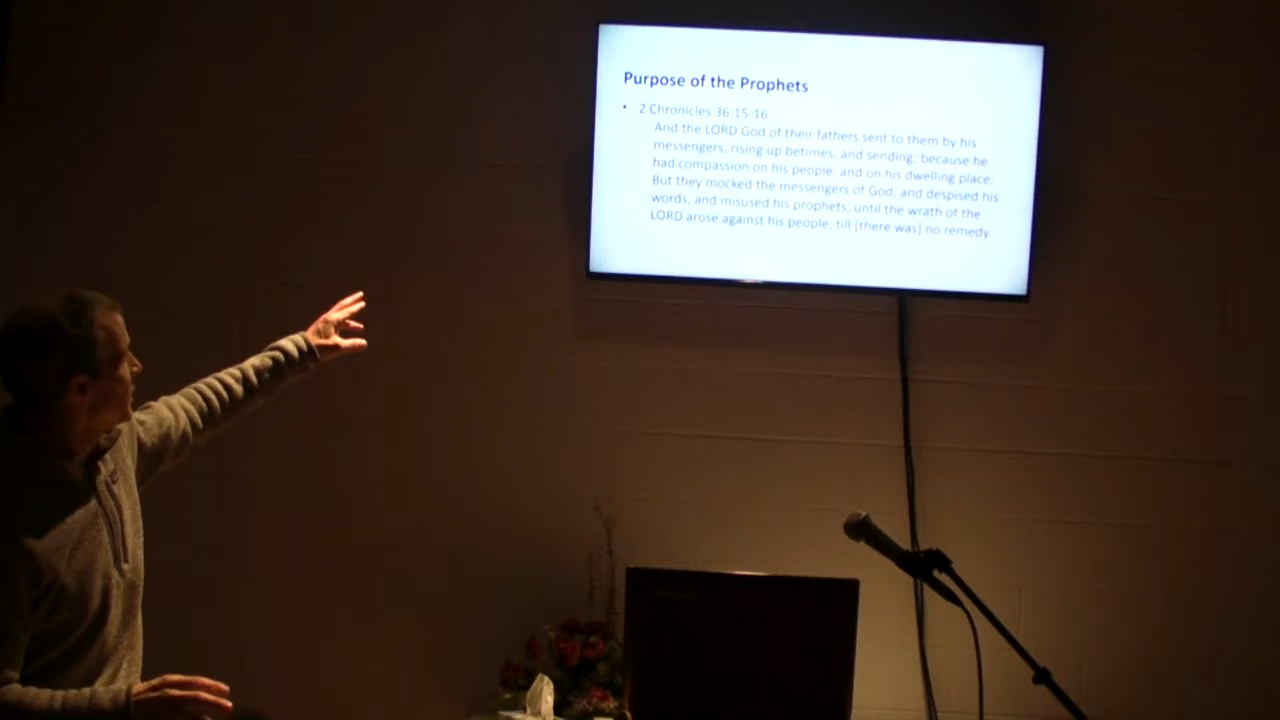 Purpose of the Prophets
• 2 Chronicles 36:15-16
And the LORD God of their fathers sent to them by his
messengers, rising up betimes, and sending; because he
had compassion on his people, and on his dwelling place:
But they mocked the messengers of God, and despised his
words, and misused his prophets, until the wrath of the
LORD arose against his people, till [there was] no remedy.